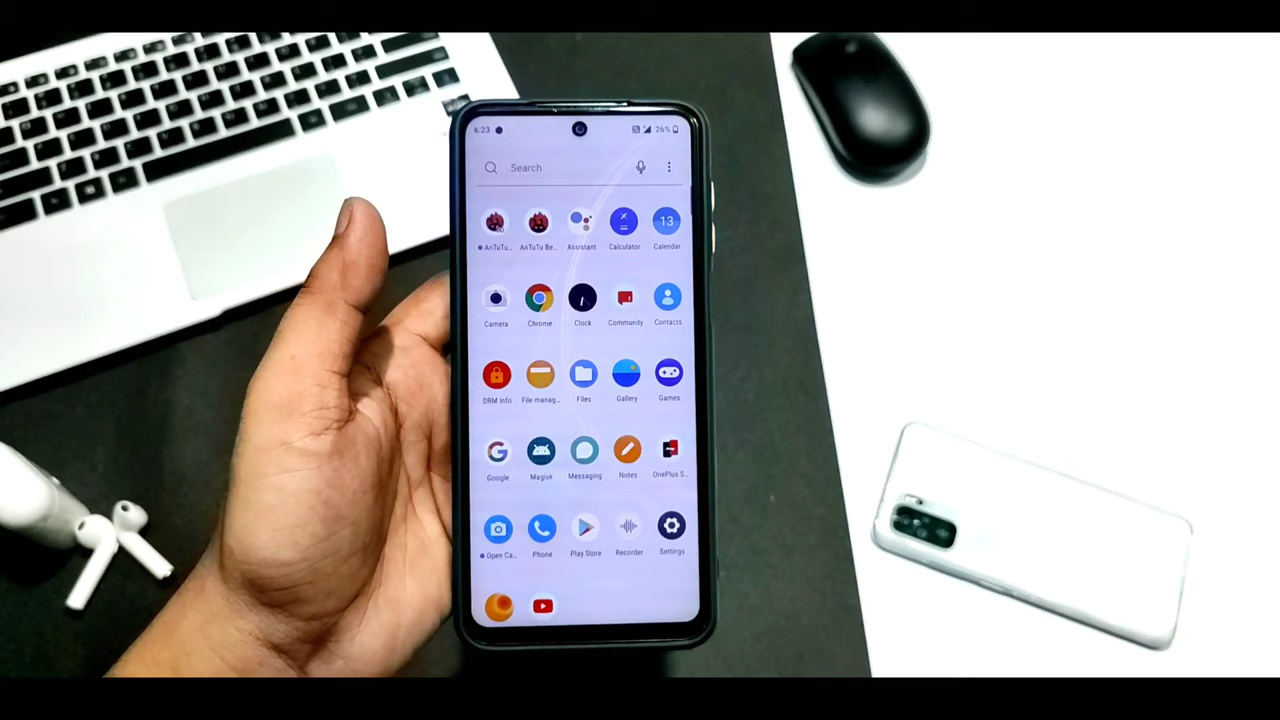 6:23 26%
Search
13
AnTuTu... AnTuTu Be... Assistant Calculator Calendar
Camera Chrome Clock Community Contacts
DRM Info File manag... Files Gallery Games
Google Magisk Messaging Notes OnePlus S...
Open Ca... Phone Play Store Recorder Settings